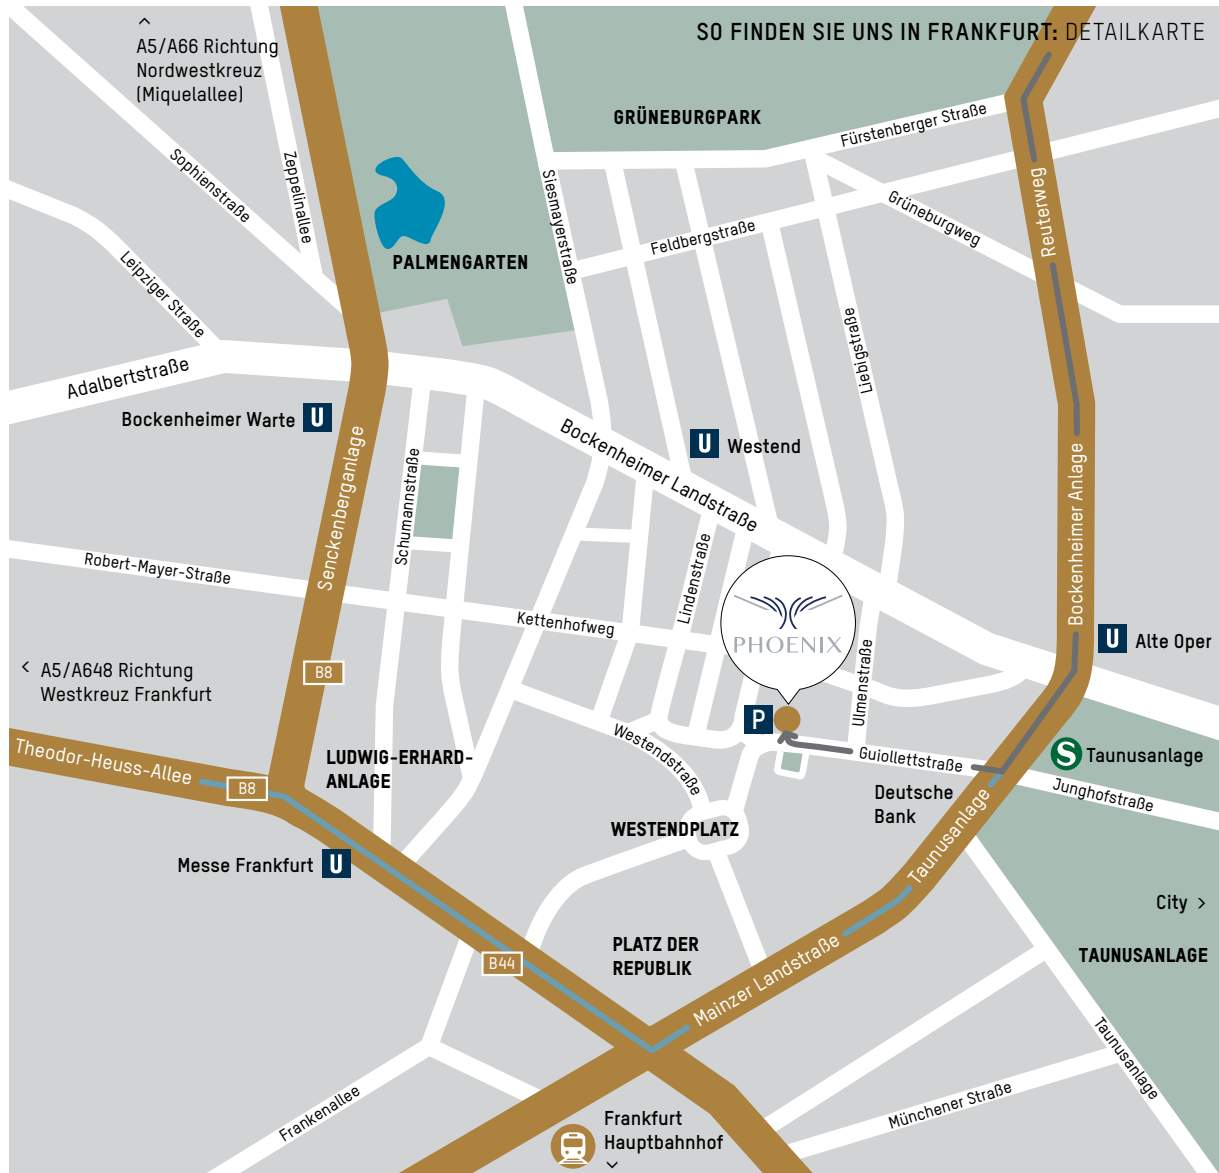 SO FINDEN SIE UNS IN FRANKFURT: DETAILKARTE
A5/A66 Richtung
Nordwestkreuz
(Miquelallee)
GRÜNEBURGPARK
Fürstenberger Straße
Sophienstraße
Zeppelinallee
Siesmayerstraße
Reuterweg
Grüneburgweg
Feldbergstraße
PALMENGARTEN
Leipziger Straße
Liebigstraße
Adalbertstraße
Bockenheimer Warte
U
Bockenheimer Landstraße
U
Westend
Senckenberganlage
Schumannstraße
Bockenheimer Anlage
Robert-Mayer-Straße
Lindenstraße
Kettenhofweg
PHOENIX
U
Alte Oper
A5/A648 Richtung
Westkreuz Frankfurt
B8
Ulmenstraße
P
Theodor-Heuss-Allee
B8
LUDWIG-ERHARD-
ANLAGE
Westendstraße
Guiollettstraße
S
Taunusanlage
Deutsche
Bank
Junghofstraße
WESTENDPLATZ
Taunusanlage
Messe Frankfurt
U
City
PLATZ DER
REPUBLIK
TAUNUSANLAGE
B44
Mainzer Landstraße
Taunusanlage
Frankenallee
Münchener Straße
Frankfurt
Hauptbahnhof